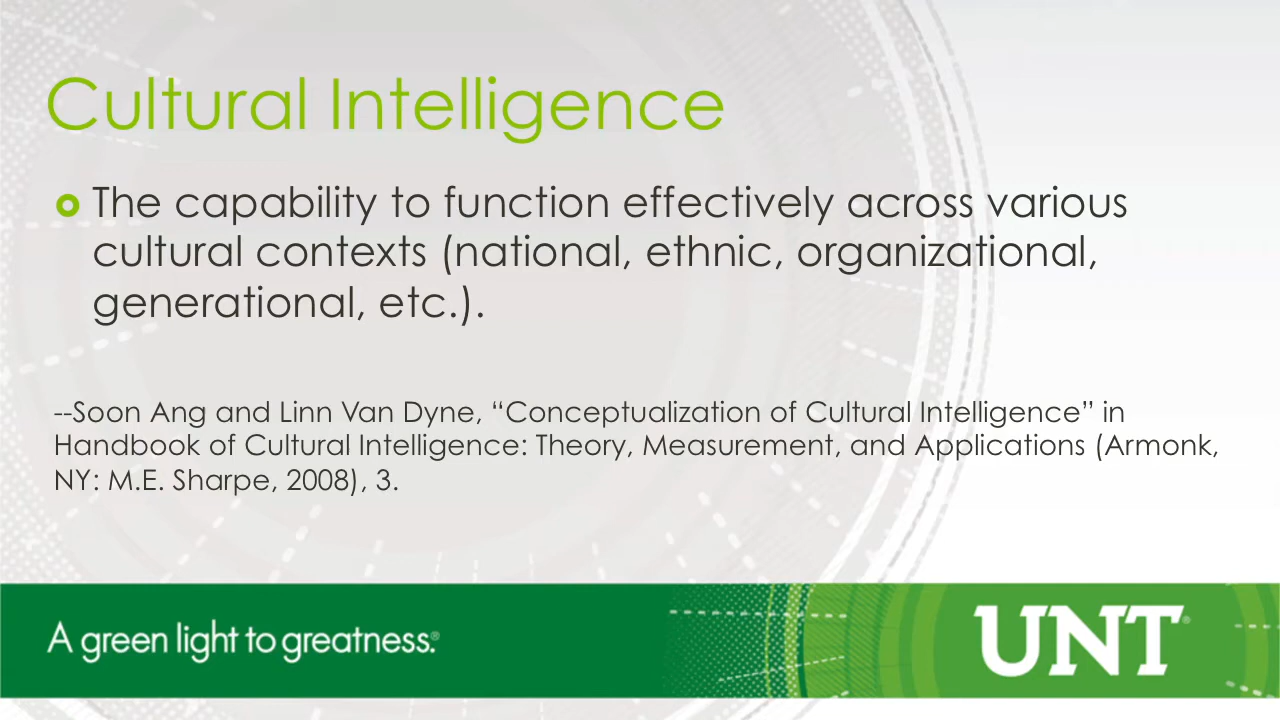 Cultural Intelligence
The capability to function effectively across various
cultural contexts (national, ethnic, organizational,
generational, etc.).
--Soon Ang and Linn Van Dyne, “Conceptualization of Cultural Intelligence” in
Handbook of Cultural Intelligence: Theory, Measurement, and Applications (Armonk,
NY: M.E. Sharpe, 2008), 3.
A green light to greatness.®
UNT®